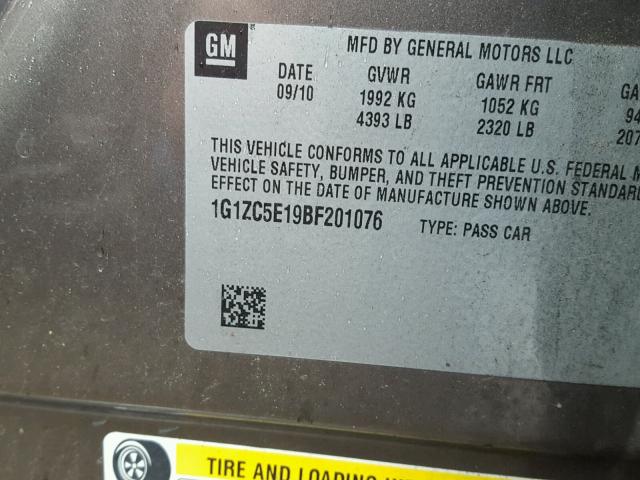 GM
MFD BY GENERAL MOTORS LLC
DATE GVWR GAWR FRT
09/10 1992 KG 1052 KG 94
4393 LB 2320 LB 207
THIS VEHICLE CONFORMS TO ALL APPLICABLE U.S. FEDERAL M
VEHICLE SAFETY, BUMPER, AND THEFT PREVENTION STANDARD
EFFECT ON THE DATE OF MANUFACTURE SHOWN ABOVE.
1G1ZC5E19BF201076 TYPE: PASS CAR
TIRE AND LOADING